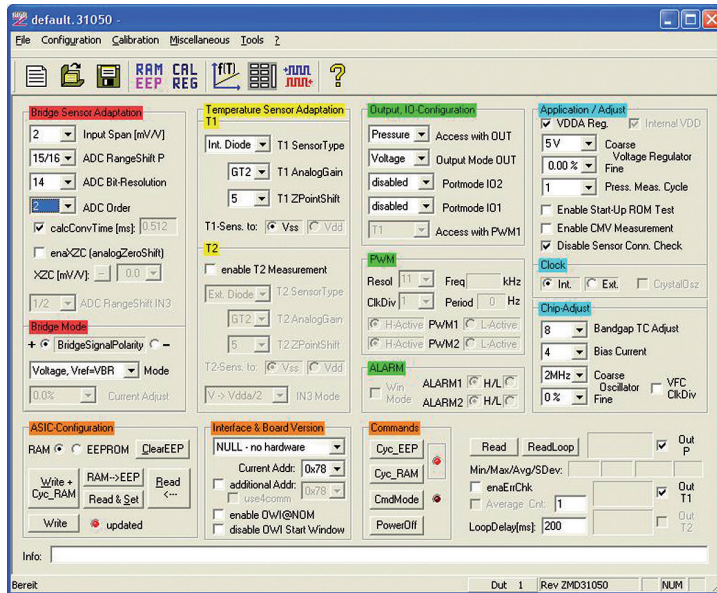 default.31050 -
File Configuration Calibration Miscellaneous Tools ?
RAM EEP CAL REG f(T) ?
Bridge Sensor Adaptation
2 Input Span [mV/V]
15/16 ADC RangeShift P
14 ADC Bit-Resolution
2 ADC Order
calcConvTime [ms]: 0.512
enaXZC (analogZeroShift)
XZC [mV/V]: - 0.0
1/2 ADC RangeShift IN3
Bridge Mode
+ BridgeSignalPolarity -
Voltage, Vref=VBR Mode
0.0% Current Adjust
Temperature Sensor Adaptation
T1
Int. Diode T1 SensorType
GT2 T1 AnalogGain
5 T1 ZPointShift
T1-Sens. to: Vss Vdd
T2
enable T2 Measurement
Ext. Diode T2 SensorType
GT2 T2 AnalogGain
5 T2 ZPointShift
T2-Sens. to: Vss Vdd
V -> Vdda/2 IN3 Mode
Output, IO-Configuration
Pressure Access with OUT
Voltage Output Mode OUT
disabled Portmode IO2
disabled Portmode IO1
T1 Access with PWM1
PWM
Resol 11 Freq kHz
ClkDiv 1 Period 0 Hz
H-Active PWM1 L-Active
H-Active PWM2 L-Active
ALARM
Win Mode
ALARM1 H/L
ALARM2 H/L
Application / Adjust
VDDA Reg. Internal VDD
5 V Coarse
Voltage Regulator
0.00 % Fine
1 Press. Meas. Cycle
Enable Start-Up ROM Test
Enable CMV Measurement
Disable Sensor Conn. Check
Clock
Int. Ext. CrystalOsz
Chip-Adjust
8 Bandgap TC Adjust
4 Bias Current
2MHz Coarse
Oscillator
0 % Fine
VFC ClkDiv
ASIC-Configuration
RAM EEPROM ClearEEP
Write + Cyc_RAM
RAM-->EEP
Read & Set
Read <---
Write updated
Interface & Board Version
NULL - no hardware
Current Addr: 0x78
additional Addr: 0x78
use4comm
enable OWI@NOM
disable OWI Start Window
Commands
Cyc_EEP
Cyc_RAM
CmdMode
PowerOff
Read ReadLoop Out P
Min/Max/Avg/SDev:
enaErrChk Out T1
Average Cnt: 1
LoopDelay[ms]: 200 Out T2
Info:
Bereit Dut 1 Rev ZMD31050 NUM